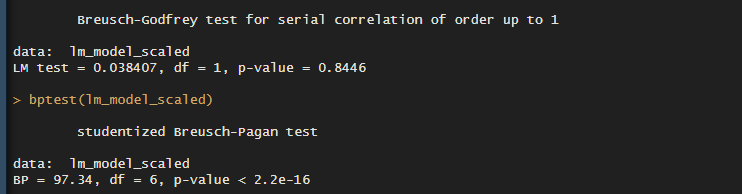 Breusch-Godfrey test for serial correlation of order up to 1
data:  lm_model_scaled
LM test = 0.038407, df = 1, p-value = 0.8446
> bptest(lm_model_scaled)
studentized Breusch-Pagan test
data:  lm_model_scaled
BP = 97.34, df = 6, p-value < 2.2e-16